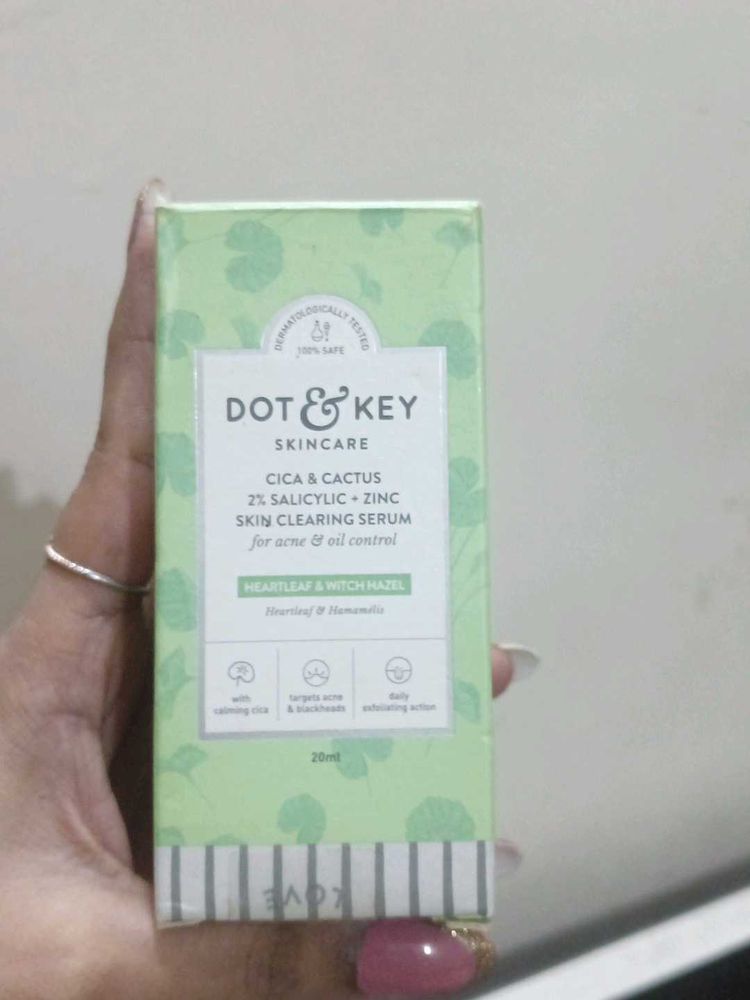 DERMATOLOGICALLY TESTED
100% SAFE
DOT & KEY
SKINCARE
CICA & CACTUS
2% SALICYLIC + ZINC
SKIN CLEARING SERUM
for acne & oil control
HEARTLEAF & WITCH HAZEL
Heartleaf & Hamamélis
with
calming cica
targets acne
& blackheads
daily
exfoliating action
20ml
LOVE